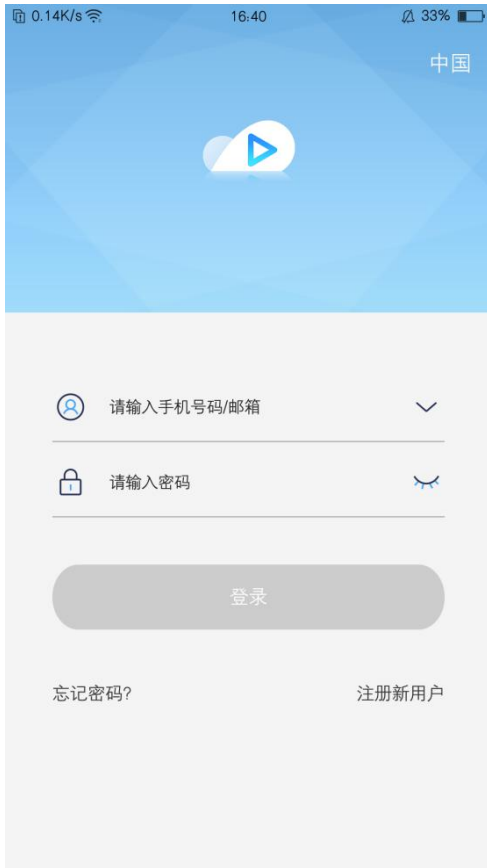 0.14K/s 16:40 33%
中国
请输入手机号码/邮箱
请输入密码
登录
忘记密码? 注册新用户